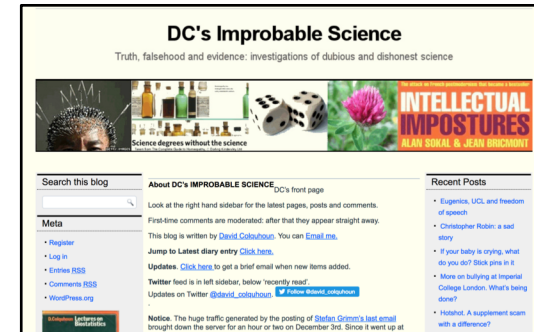 DC's Improbable Science
Truth, falsehood and evidence: investigations of dubious and dishonest science
Science degrees without the science
INTELLECTUAL
IMPOSTURES
ALAN SOKAL & JEAN BRICMONT
Search this blog
Meta
Register
Log in
Entries RSS
Comments RSS
WordPress.org
D.Colquhoun Lectures on
Biostatistics
About DC's IMPROBABLE SCIENCE
DC's front page
Look at the right hand sidebar for the latest pages, posts and comments.
First-time comments are moderated: after that they appear straight away.
This blog is written by David Colquhoun. You can Email me.
Jump to Latest diary entry Click here.
Updates. Click here to get a brief email when new items added.
Twitter feed is in left sidebar, below 'recently read'.
Updates on Twitter @david_colquhoun. Follow @david_colquhoun
Notice. The huge traffic generated by the posting of Stefan Grimm's last email
brought down the server for an hour or two on December 3rd. Since it went up at
Recent Posts
Eugenics, UCL and freedom
of speech
Christopher Robin: a sad
story
If your baby is crying, what
do you do? Stick pins in it
More on bullying at Imperial
College London. What's being
done?
Hotshot. A supplement scam
with a difference?